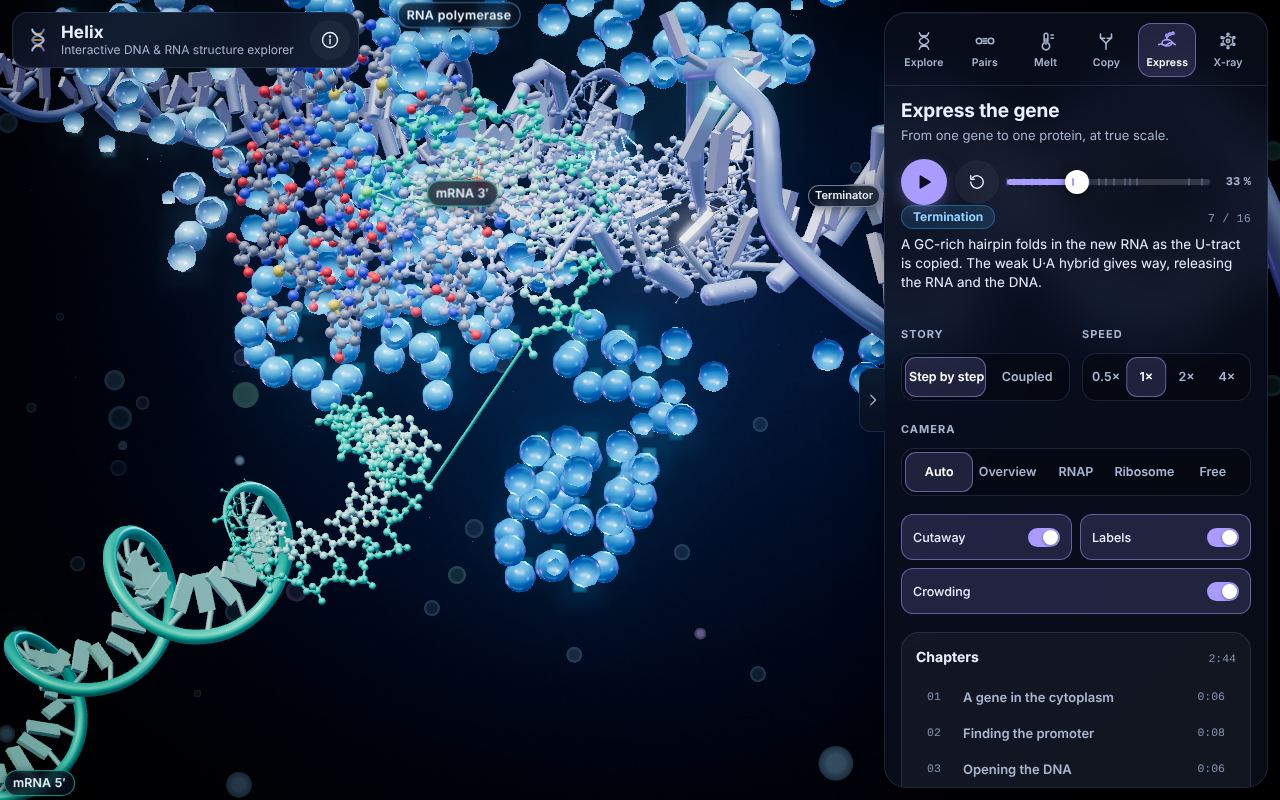 Helix
Interactive DNA & RNA structure explorer
RNA polymerase
mRNA 3′
Terminator
mRNA 5′
Explore
Pairs
Melt
Copy
Express
X-ray
Express the gene
From one gene to one protein, at true scale.
33 %
Termination
7 / 16
A GC-rich hairpin folds in the new RNA as the U-tract
is copied. The weak U·A hybrid gives way, releasing
the RNA and the DNA.
STORY
SPEED
Step by step
Coupled
0.5×
1×
2×
4×
CAMERA
Auto
Overview
RNAP
Ribosome
Free
Cutaway
Labels
Crowding
Chapters
2:44
01 A gene in the cytoplasm 0:06
02 Finding the promoter 0:08
03 Opening the DNA 0:06